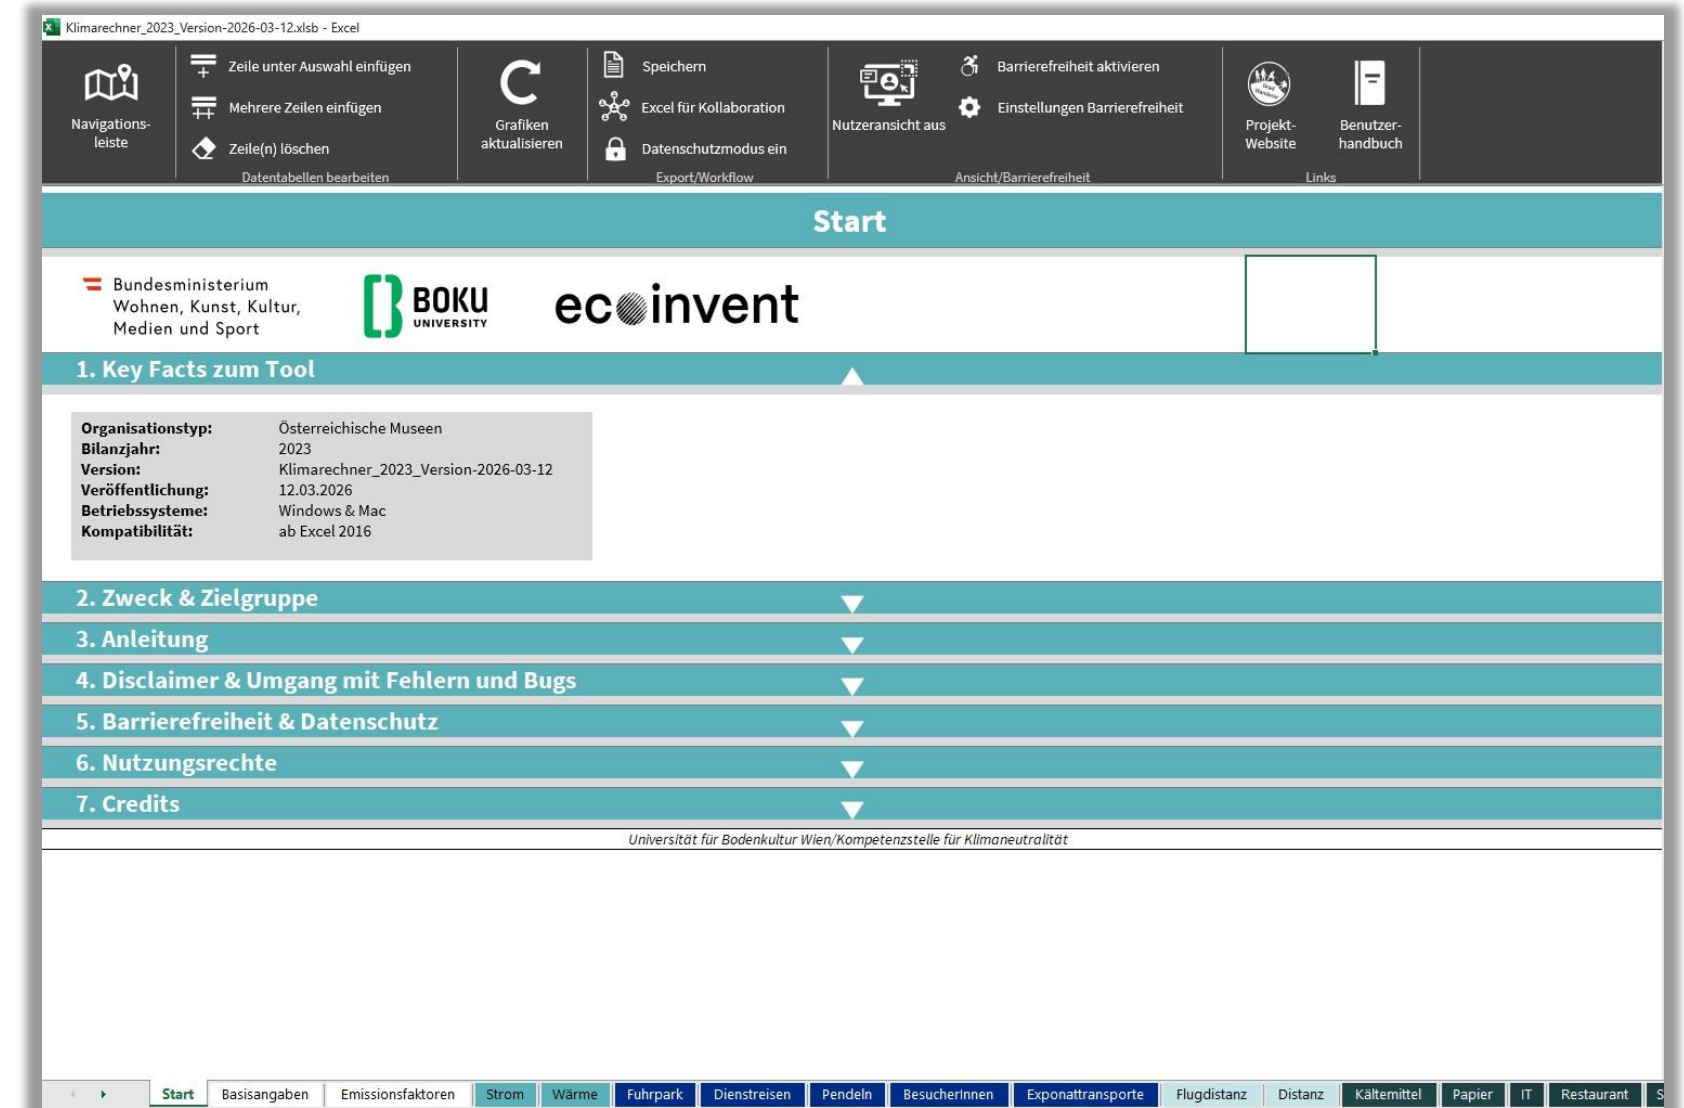 Klimarechner_2023_Version-2026-03-12.xlsb - Excel
Navigations-
leiste
Zeile unter Auswahl einfügen
Mehrere Zeilen einfügen
Zeile(n) löschen
Datentabellen bearbeiten
Grafiken
aktualisieren
Speichern
Excel für Kollaboration
Datenschutzmodus ein
Export/Workflow
Nutzeransicht aus
Barrierefreiheit aktivieren
Einstellungen Barrierefreiheit
Ansicht/Barrierefreiheit
Projekt-
Website
Benutzer-
handbuch
Links
Start
Bundesministerium
Wohnen, Kunst, Kultur,
Medien und Sport
BOKU
UNIVERSITY
ecoinvent
1. Key Facts zum Tool
Organisationstyp: Österreichische Museen
Bilanzjahr: 2023
Version: Klimarechner_2023_Version-2026-03-12
Veröffentlichung: 12.03.2026
Betriebssysteme: Windows & Mac
Kompatibilität: ab Excel 2016
2. Zweck & Zielgruppe
3. Anleitung
4. Disclaimer & Umgang mit Fehlern und Bugs
5. Barrierefreiheit & Datenschutz
6. Nutzungsrechte
7. Credits
Universität für Bodenkultur Wien/Kompetenzstelle für Klimaneutralität
Start Basisangaben Emissionsfaktoren Strom Wärme Fuhrpark Dienstreisen Pendeln BesucherInnen Exponattransporte Flugdistanz Distanz Kältemittel Papier IT Restaurant